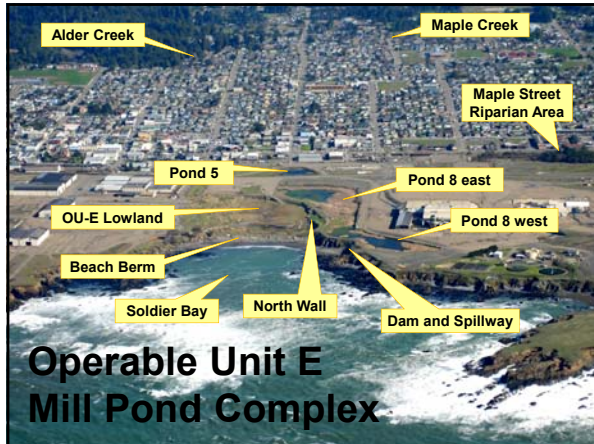 Alder Creek
Maple Creek
Maple Street
Riparian Area
Pond 5
Pond 8 east
OU-E Lowland
Pond 8 west
Beach Berm
Soldier Bay
North Wall
Dam and Spillway
Operable Unit E
Mill Pond Complex